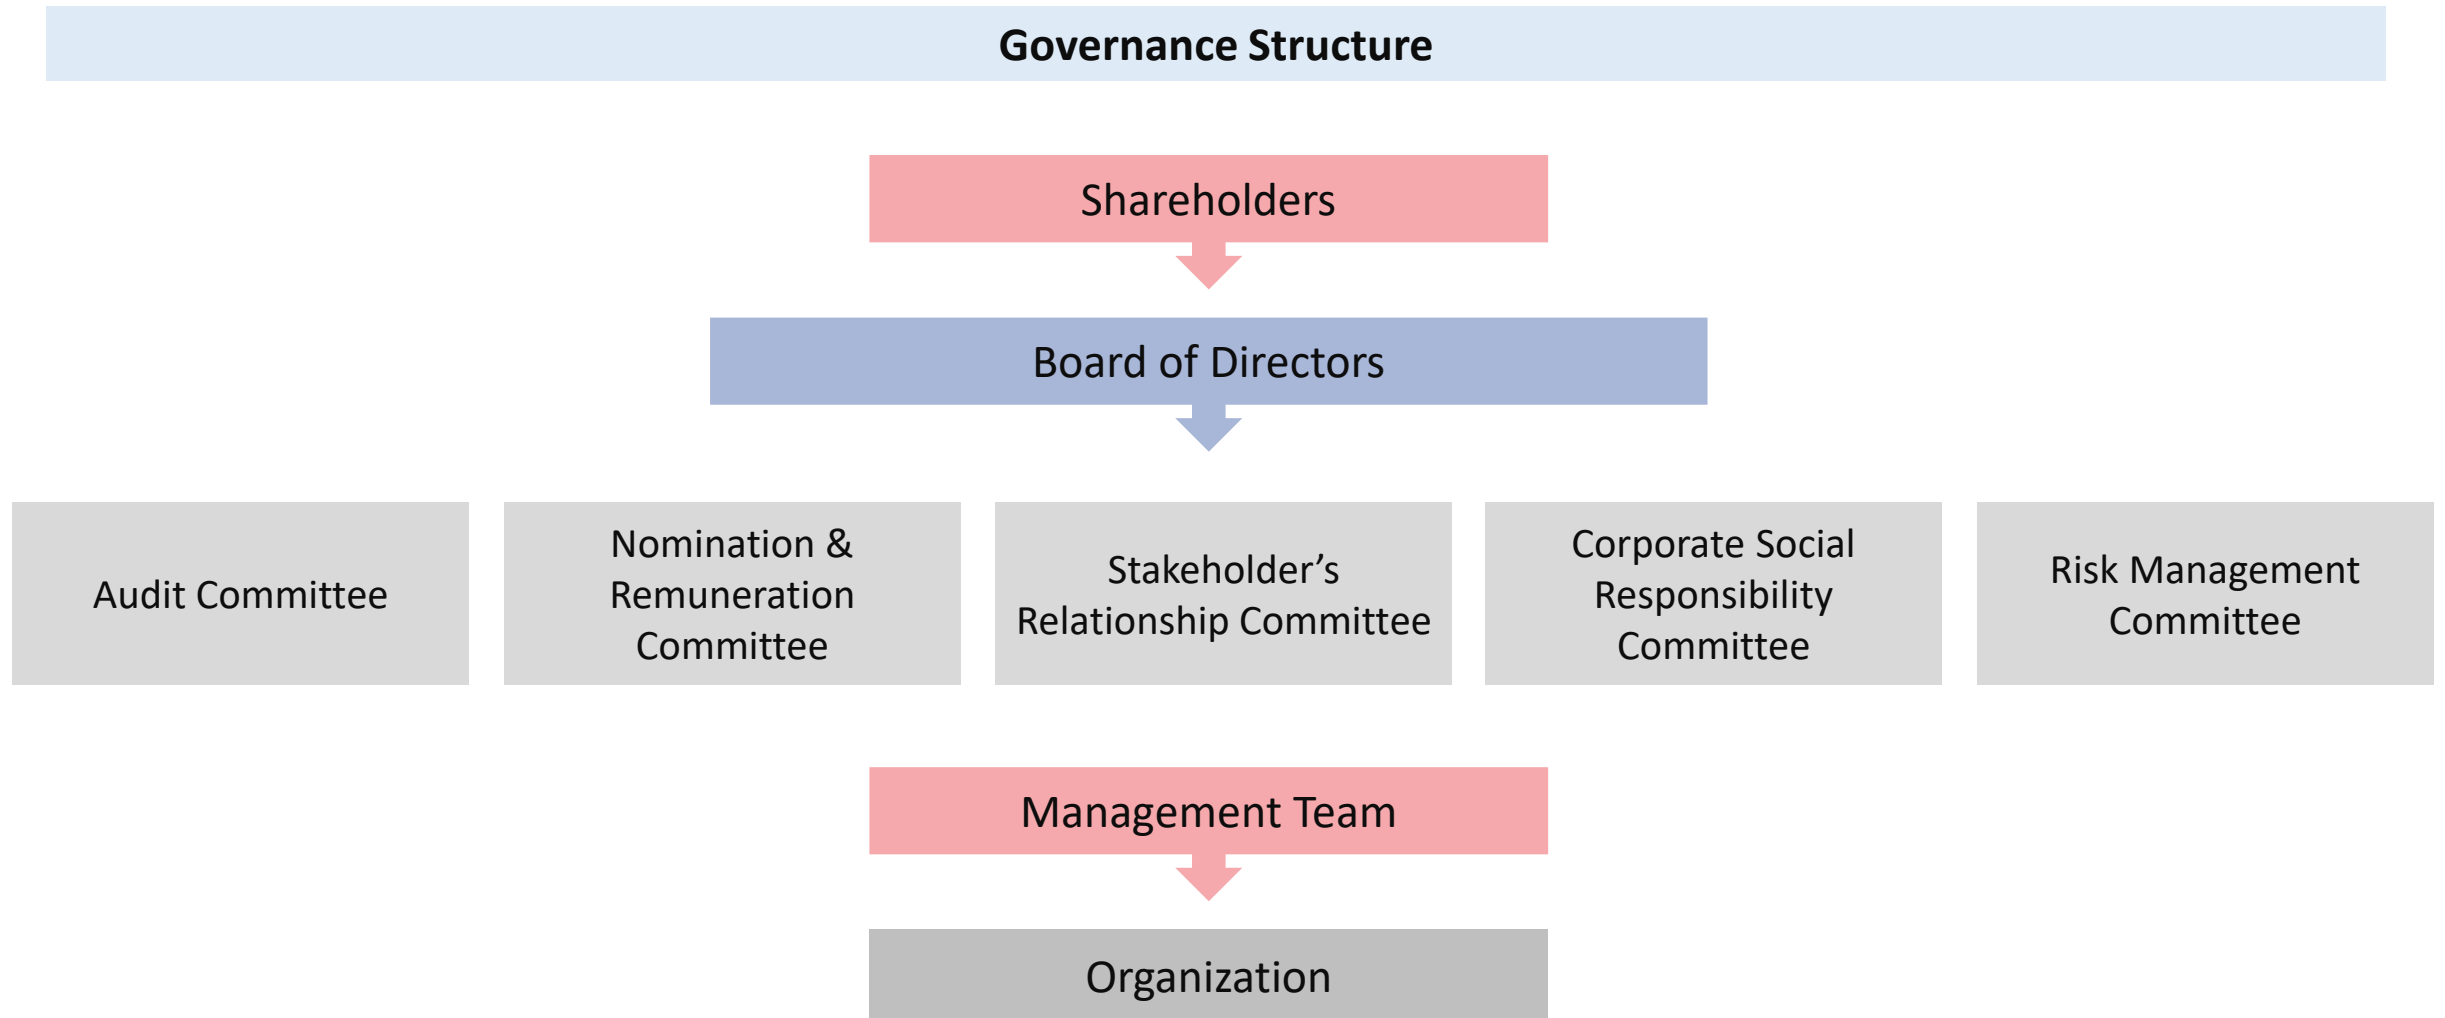 Governance Structure
Shareholders
Board of Directors
Audit Committee
Nomination &
Remuneration
Committee
Stakeholder’s
Relationship Committee
Corporate Social
Responsibility
Committee
Risk Management
Committee
Management Team
Organization